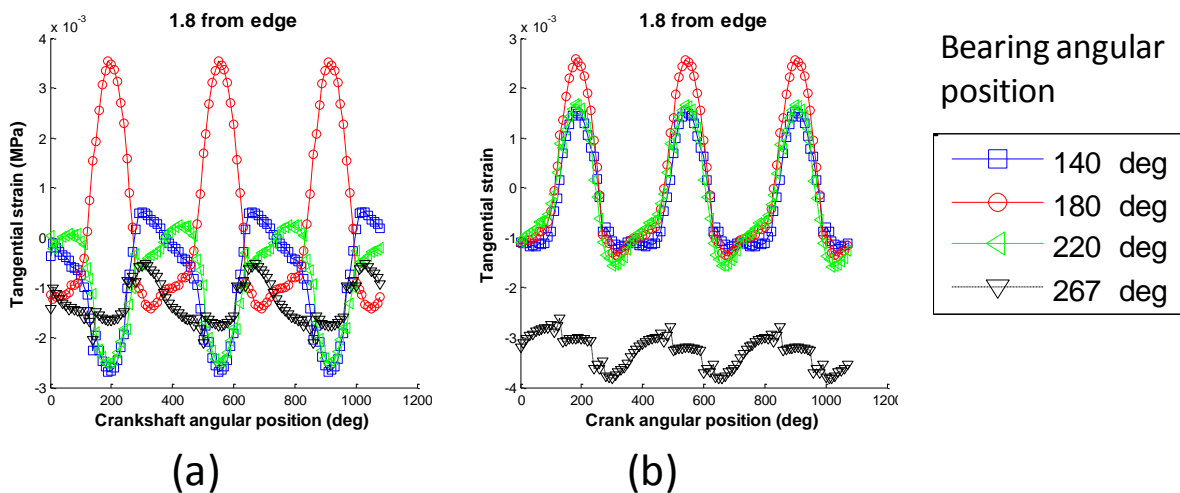 1.8 from edge
x 10-3
4
3
2
1
0
-1
-2
-3
0 200 400 600 800 1000 1200
Tangential strain (MPa)
Crankshaft angular position (deg)
(a)
1.8 from edge
x 10-3
3
2
1
0
-1
-2
-3
-4
0 200 400 600 800 1000
Tangential strain
Crank angular position (deg)
(b)
Bearing angular
position
140 deg
180 deg
220 deg
267 deg